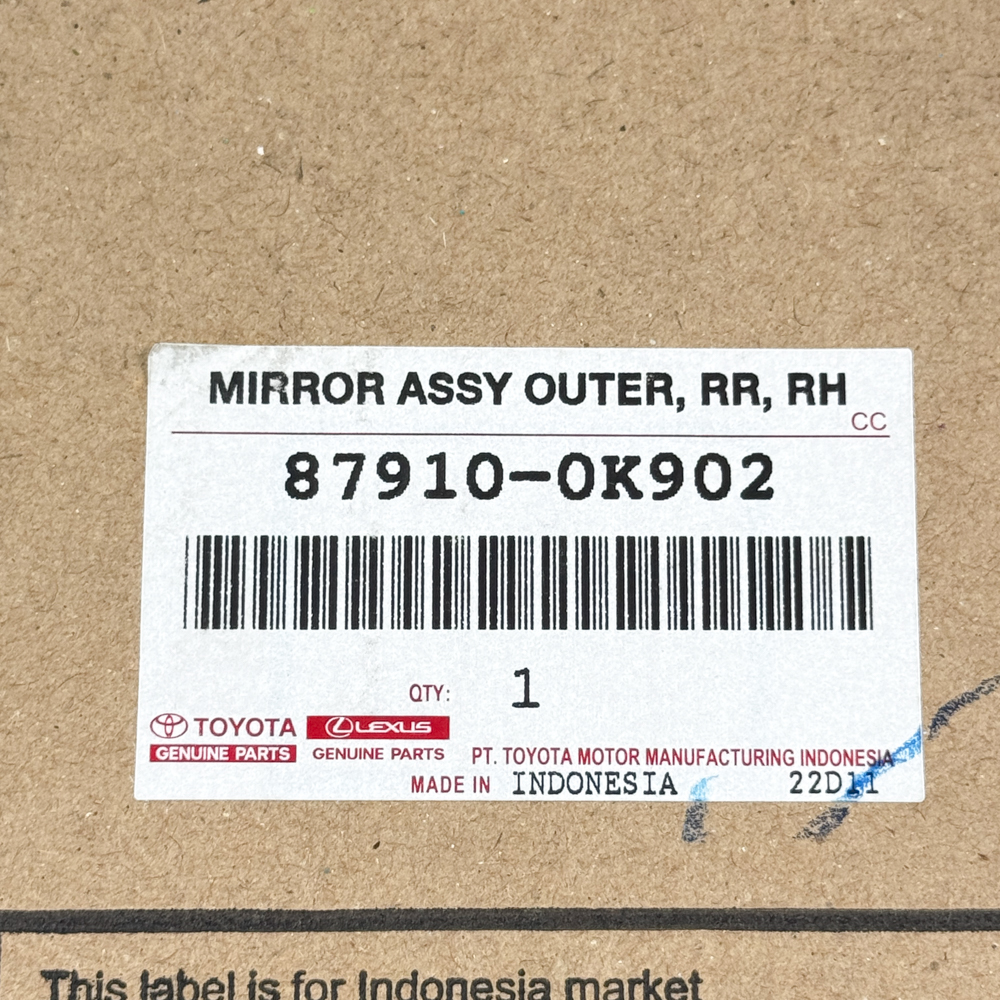 MIRROR ASSY OUTER, RR, RH
CC
87910-0K902
QTY: 1
TOYOTA LEXUS
GENUINE PARTS GENUINE PARTS PT. TOYOTA MOTOR MANUFACTURING INDONESIA
MADE IN INDONESIA 22D11
This label is for Indonesia market